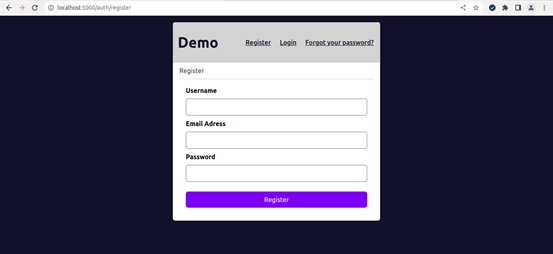 localhost:5000/auth/register
Demo Register Login Forgot your password?
Register
Username
Email Adress
Password
Register